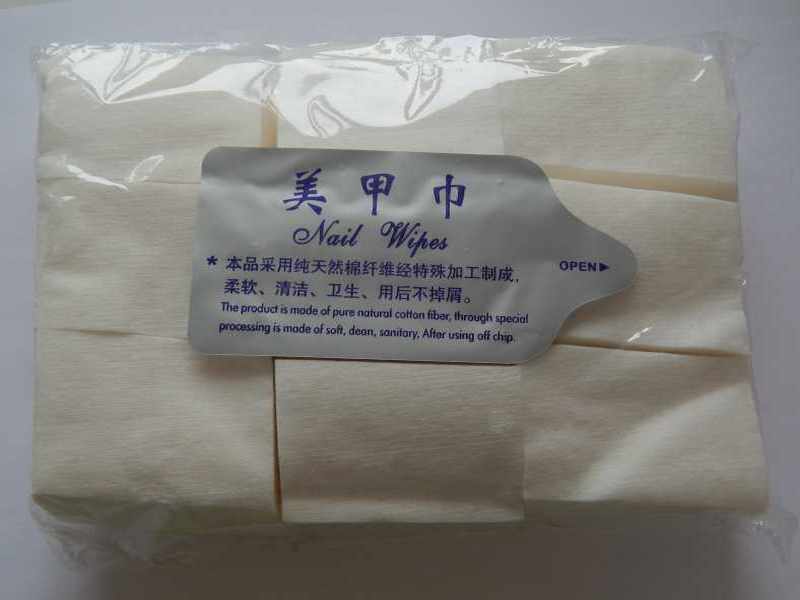 美甲巾
Nail Wipes
* 本品采用纯天然棉纤维经特殊加工制成，
柔软、清洁、卫生、用后不掉屑。
The product is made of pure natural cotton fiber, through special
processing is made of soft, dean, sanitary. After using off chip.
OPEN▶